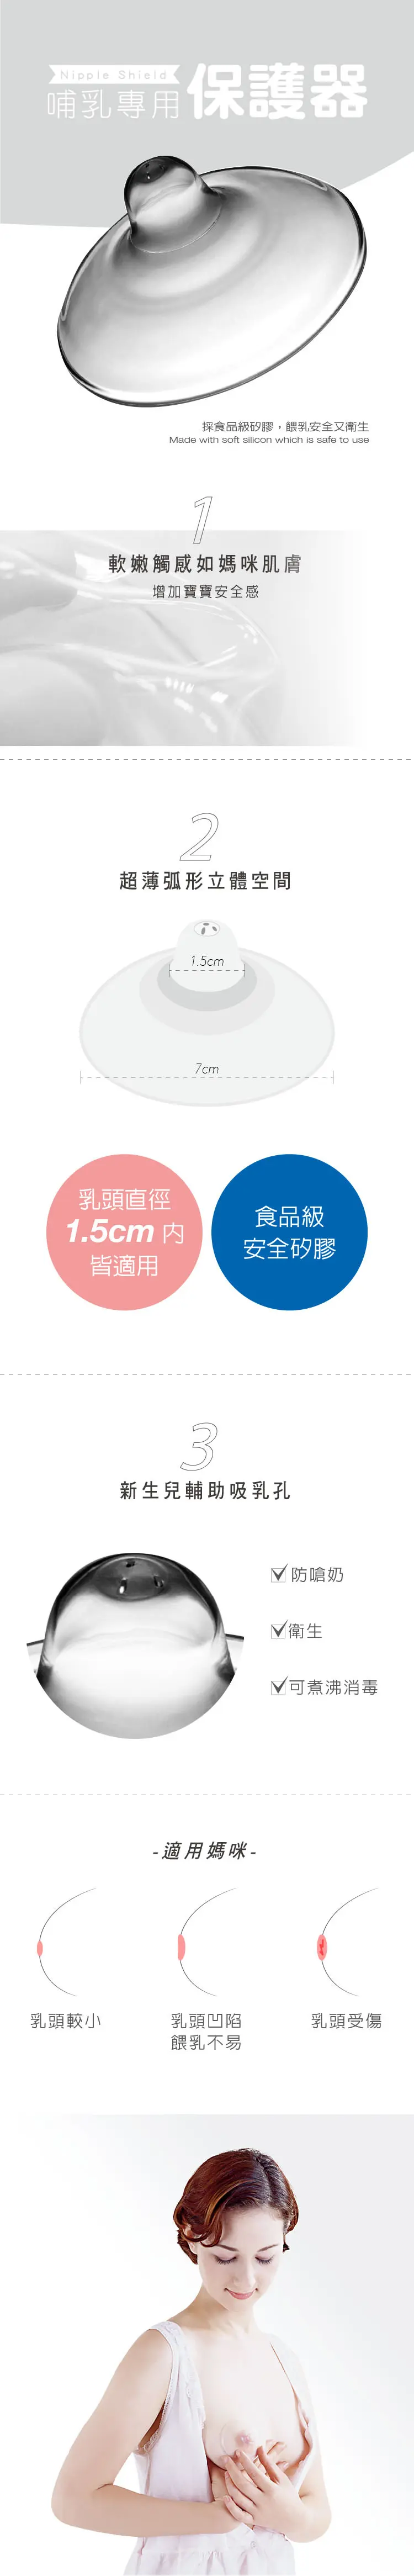 Nipple Shield
哺乳專用保護器
採食品級矽膠，餵乳安全又衛生
Made with soft silicon which is safe to use
1
軟嫩觸感如媽咪肌膚
增加寶寶安全感
2
超薄弧形立體空間
1.5cm
7cm
乳頭直徑
1.5cm 內
皆適用
食品級
安全矽膠
3
新生兒輔助吸乳孔
防嗆奶
衛生
可煮沸消毒
-適用媽咪-
乳頭較小
乳頭凹陷
餵乳不易
乳頭受傷